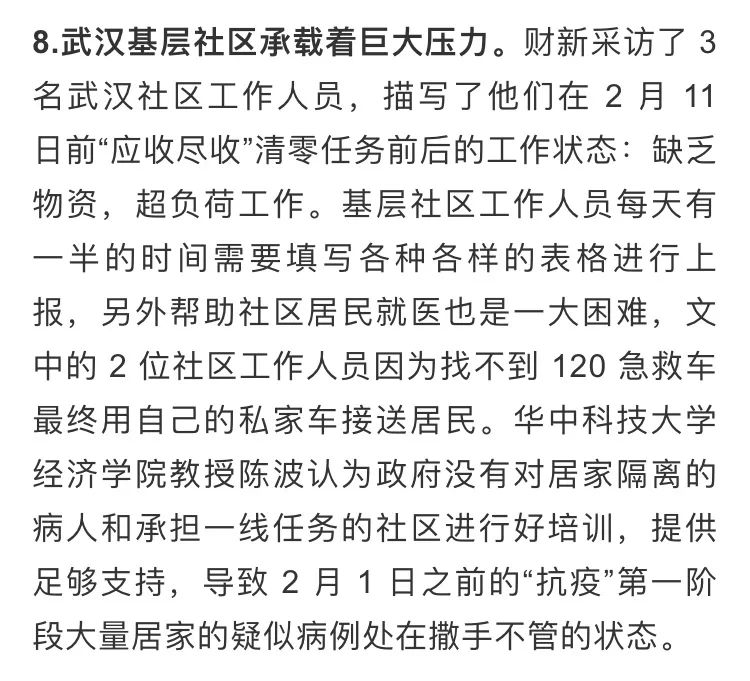 8.武汉基层社区承载着巨大压力。财新采访了 3
名武汉社区工作人员，描写了他们在 2 月 11
日前“应收尽收”清零任务前后的工作状态：缺乏
物资，超负荷工作。基层社区工作人员每天有
一半的时间需要填写各种各样的表格进行上
报，另外帮助社区居民就医也是一大困难，文
中的 2 位社区工作人员因为找不到 120 急救车
最终用自己的私家车接送居民。华中科技大学
经济学院教授陈波认为政府没有对居家隔离的
病人和承担一线任务的社区进行好培训，提供
足够支持，导致 2 月 1 日之前的“抗疫”第一阶
段大量居家的疑似病例处在撒手不管的状态。